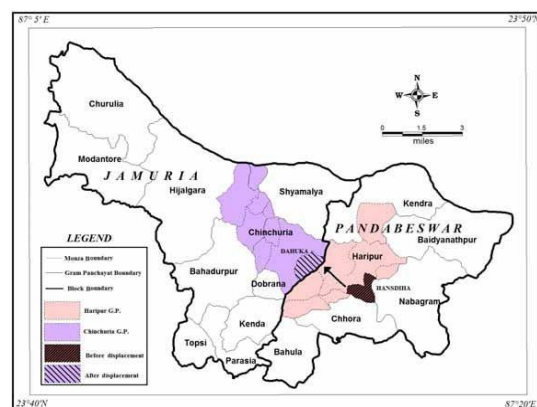 87° 5' E
23° 50' N
N
W E
S
0 1.5 3
miles
Churulia
Modantore
JAMURIA
Hijalgara
Shyamalya
Kendra
PANDABESWAR
Baidyanathpur
Chinchuria
DAHUKA
Haripur
HANSDIHA
Bahadurpur
Dobrana
Nabagram
Chhora
Kenda
Topsi
Parasia
Bahula
LEGEND
Mouza Boundary
Gram Panchayat Boundary
Block Boundary
Haripur G.P.
Chinchuria G.P.
Before displacement
After displacement
23°40'N
87°20'E